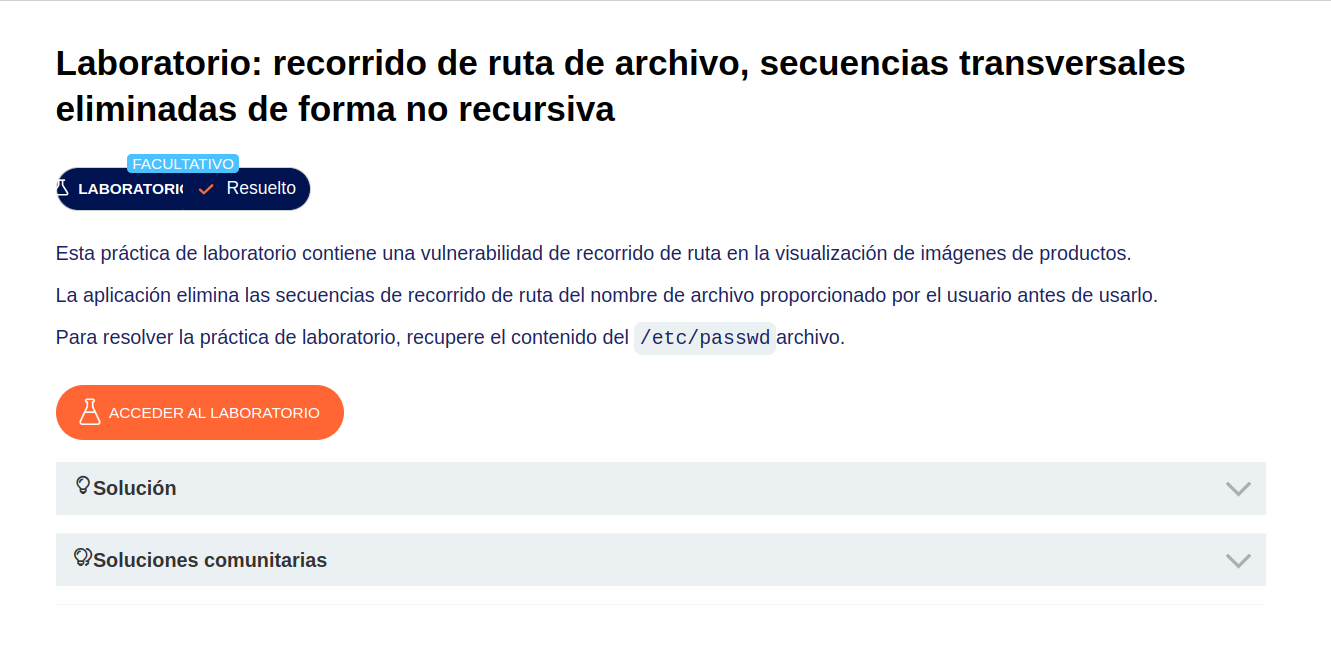 Laboratorio: recorrido de ruta de archivo, secuencias transversales
eliminadas de forma no recursiva
FACULTATIVO
LABORATORIO Resuelto
Esta práctica de laboratorio contiene una vulnerabilidad de recorrido de ruta en la visualización de imágenes de productos.
La aplicación elimina las secuencias de recorrido de ruta del nombre de archivo proporcionado por el usuario antes de usarlo.
Para resolver la práctica de laboratorio, recupere el contenido del /etc/passwd archivo.
ACCEDER AL LABORATORIO
Solución
Soluciones comunitarias